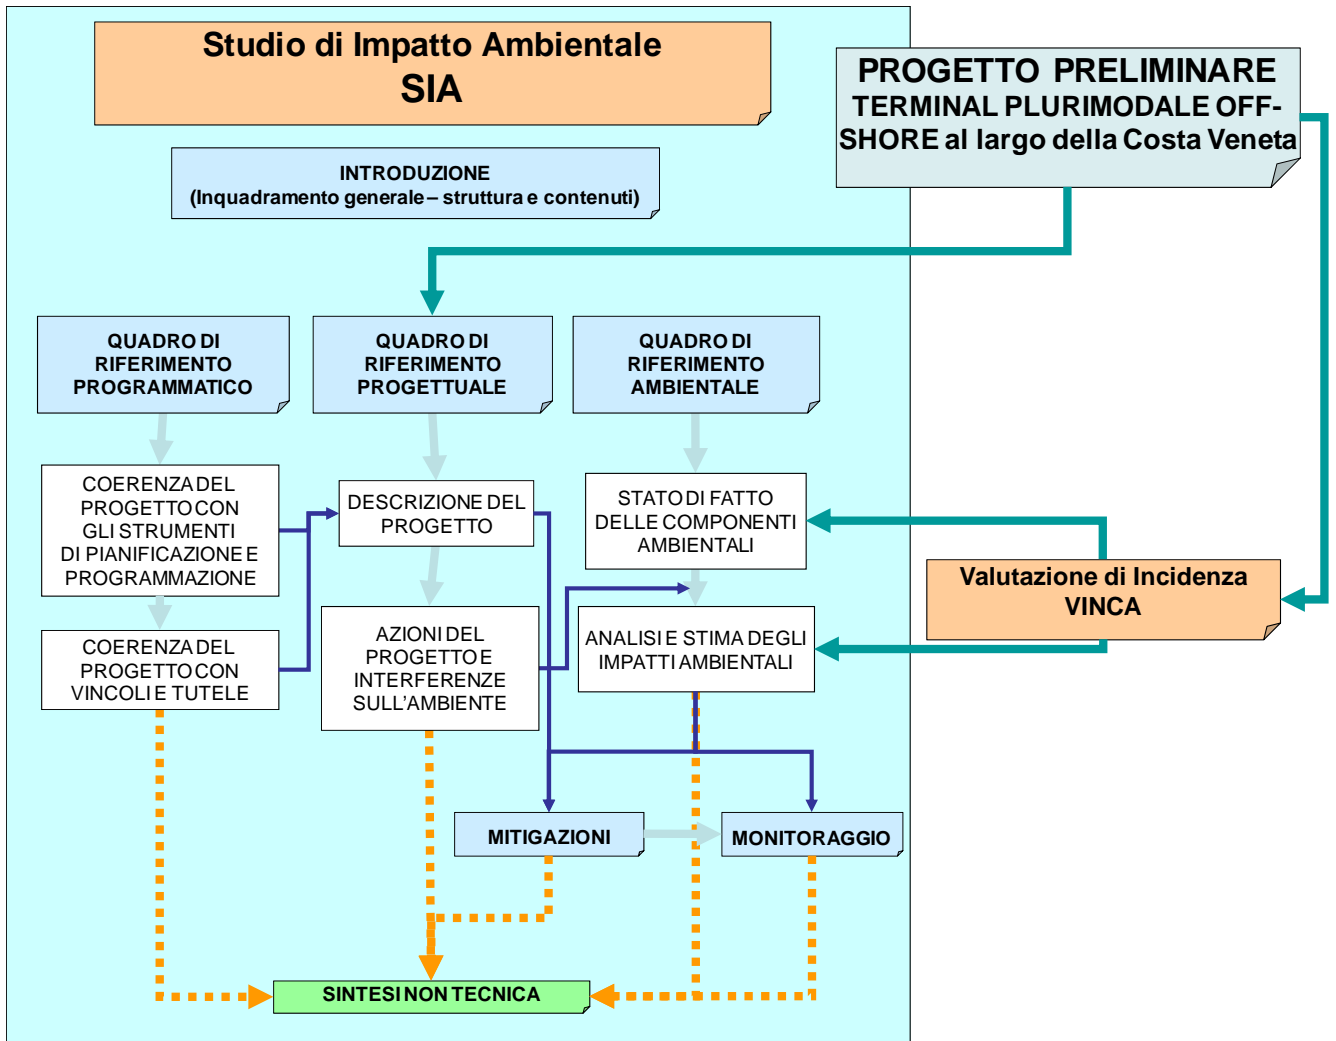 Studio di Impatto Ambientale
SIA
PROGETTO PRELIMINARE
TERMINAL PLURIMODALE OFF-
SHORE al largo della Costa Veneta
INTRODUZIONE
(Inquadramento generale – struttura e contenuti)
QUADRO DI
RIFERIMENTO
PROGRAMMATICO
QUADRO DI
RIFERIMENTO
PROGETTUALE
QUADRO DI
RIFERIMENTO
AMBIENTALE
COERENZA DEL
PROGETTO CON
GLI STRUMENTI
DI PIANIFICAZIONE E
PROGRAMMAZIONE
DESCRIZIONE DEL
PROGETTO
STATO DI FATTO
DELLE COMPONENTI
AMBIENTALI
Valutazione di Incidenza
VINCA
COERENZA DEL
PROGETTO CON
VINCOLI E TUTELE
AZIONI DEL
PROGETTO E
INTERFERENZE
SULL'AMBIENTE
ANALISI E STIMA DEGLI
IMPATTI AMBIENTALI
MITIGAZIONI
MONITORAGGIO
SINTESI NON TECNICA